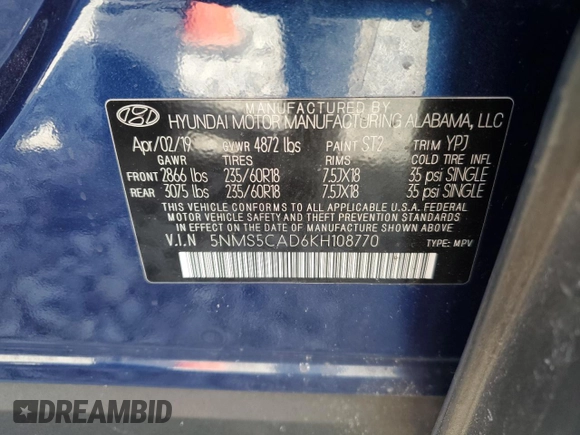 MANUFACTURED BY
HYUNDAI MOTOR MANUFACTURING ALABAMA, LLC
Apr/02/19 GVWR 4872 lbs PAINT ST2 TRIM YPJ
GAWR TIRES RIMS COLD TIRE INFL
FRONT 2866 lbs 235/60R18 7.5JX18 35 psi SINGLE
REAR 3075 lbs 235/60R18 7.5JX18 35 psi SINGLE
THIS VEHICLE CONFORMS TO ALL APPLICABLE U.S.A. FEDERAL
MOTOR VEHICLE SAFETY AND THEFT PREVENTION STANDARDS
IN EFFECT ON THE DATE OF MANUFACTURE SHOWN ABOVE.
V.I.N 5NMS5CAD6KH108770 TYPE: MPV
DREAMBID